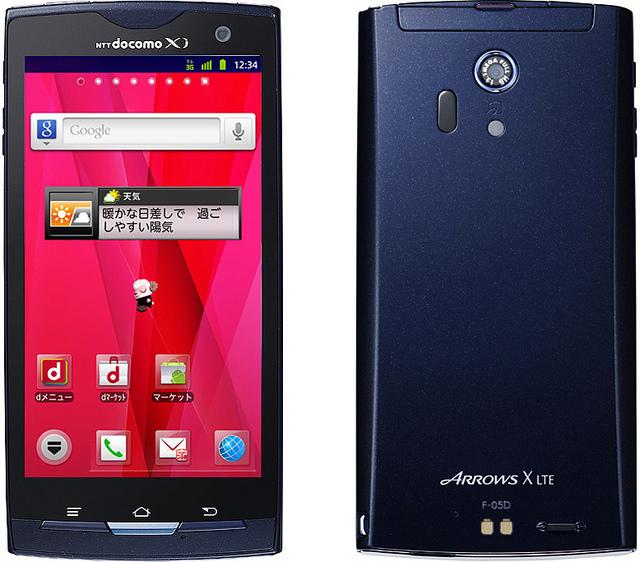 NTT docomo Xi
3G 12:34
Google
天気
暖かな日差しで 過ご
しやすい陽気
dメニュー
dマーケット
マーケット
ARROWS X LTE
F-05D